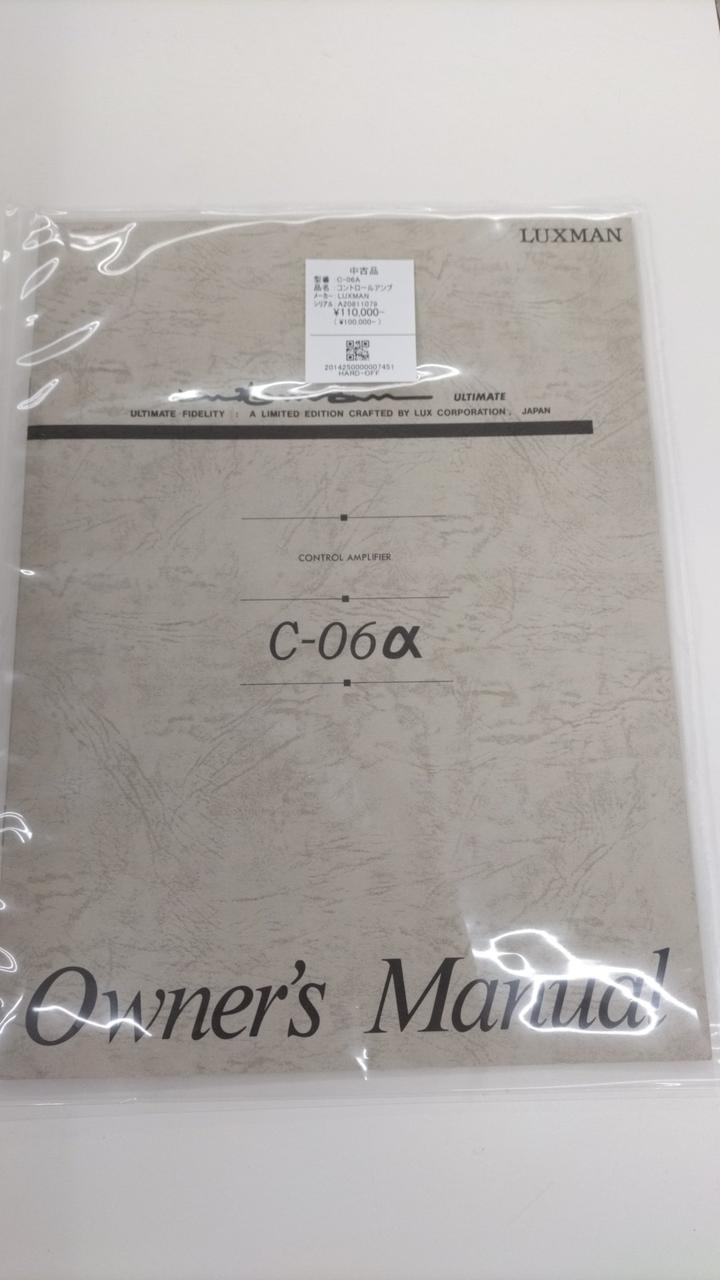 LUXMAN
中古品
型番 : C-06A
品名 : コントロールアンプ
メーカー LUXMAN
シリアル A20811079
¥110,000-
( ¥100,000- )
2014250000007451
HARD-OFF
ULTIMATE
ULTIMATE FIDELITY : A LIMITED EDITION CRAFTED BY LUX CORPORATION, JAPAN
CONTROL AMPLIFIER
C-06α
Owner's Manual